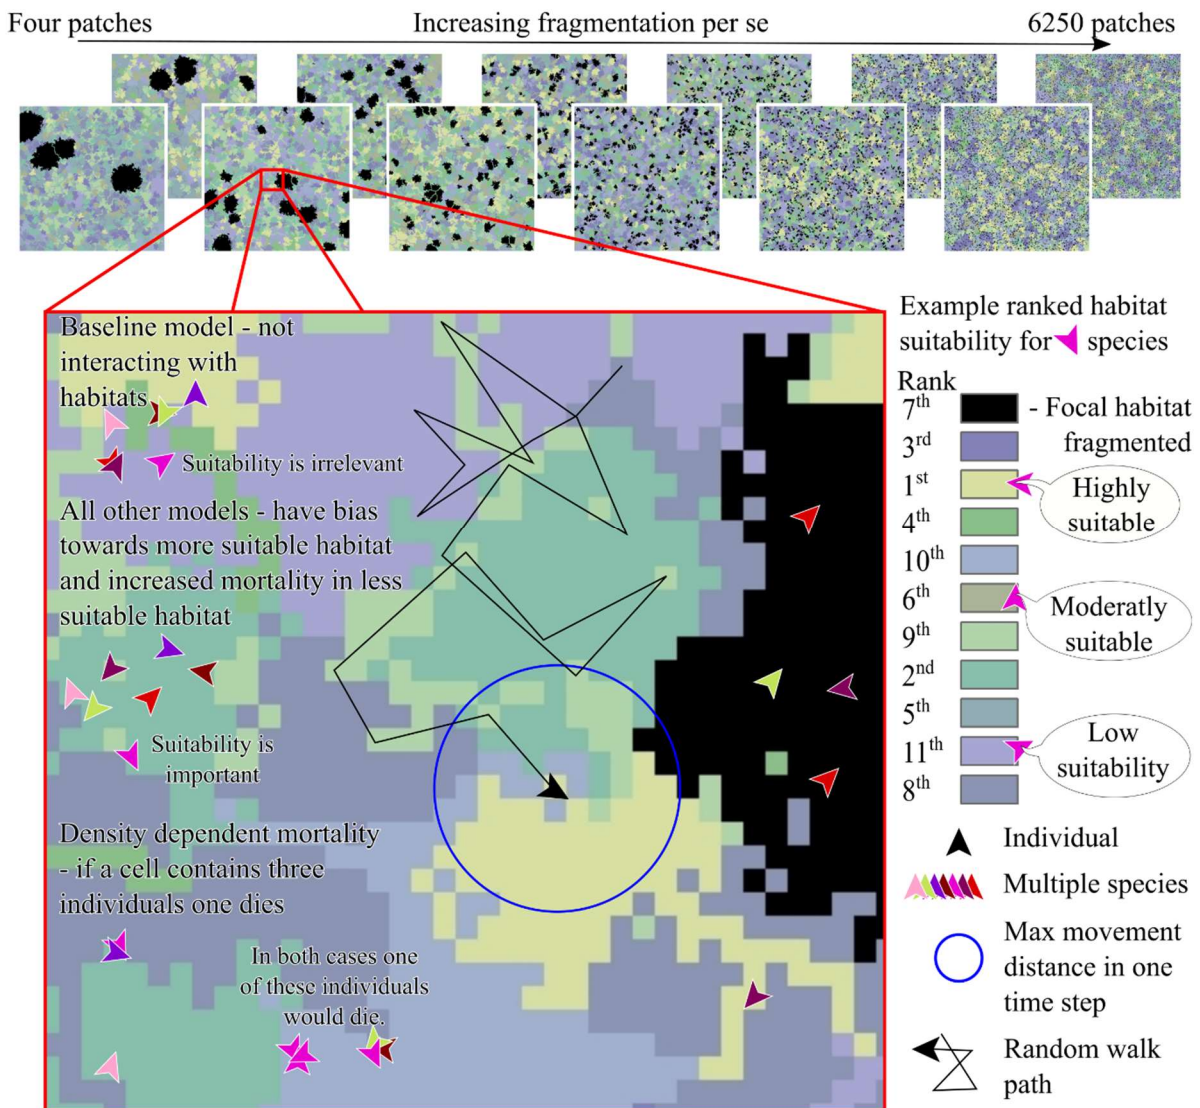 Four patches
Increasing fragmentation per se
6250 patches
Baseline model - not
interacting with
habitats
Suitability is irrelevant
All other models - have bias
towards more suitable habitat
and increased mortality in less
suitable habitat
Suitability is
important
Density dependent mortality
- if a cell contains three
individuals one dies
In both cases one
of these individuals
would die.
Example ranked habitat
suitability for species
Rank
7th - Focal habitat
fragmented
3rd
1st
Highly
suitable
4th
10th
6th
Moderatly
suitable
9th
2nd
5th
11th
Low
suitability
8th
Individual
Multiple species
Max movement
distance in one
time step
Random walk
path